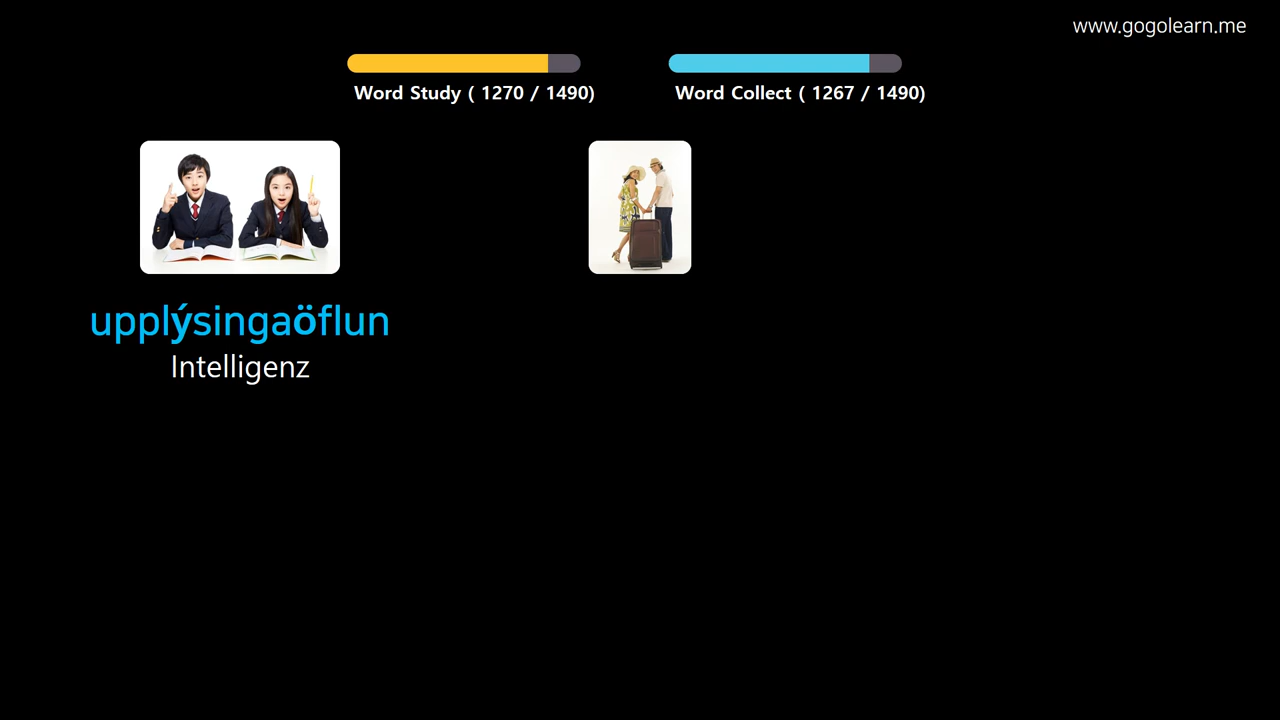 www.gogolearn.me
Word Study ( 1270 / 1490)
Word Collect ( 1267 / 1490)
upplýsingaöflun
Intelligenz